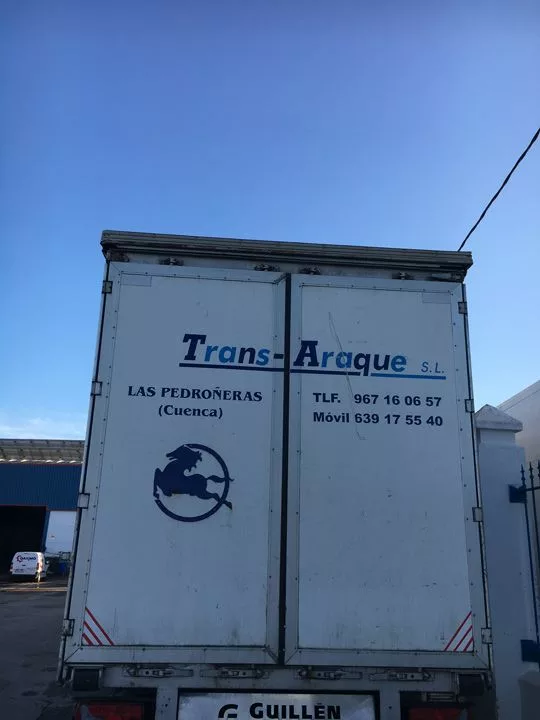 Trans-Araque S.L.
LAS PEDROÑERAS
(Cuenca)
TLF. 967 16 06 57
Móvil 639 17 55 40
G GUILLÉN